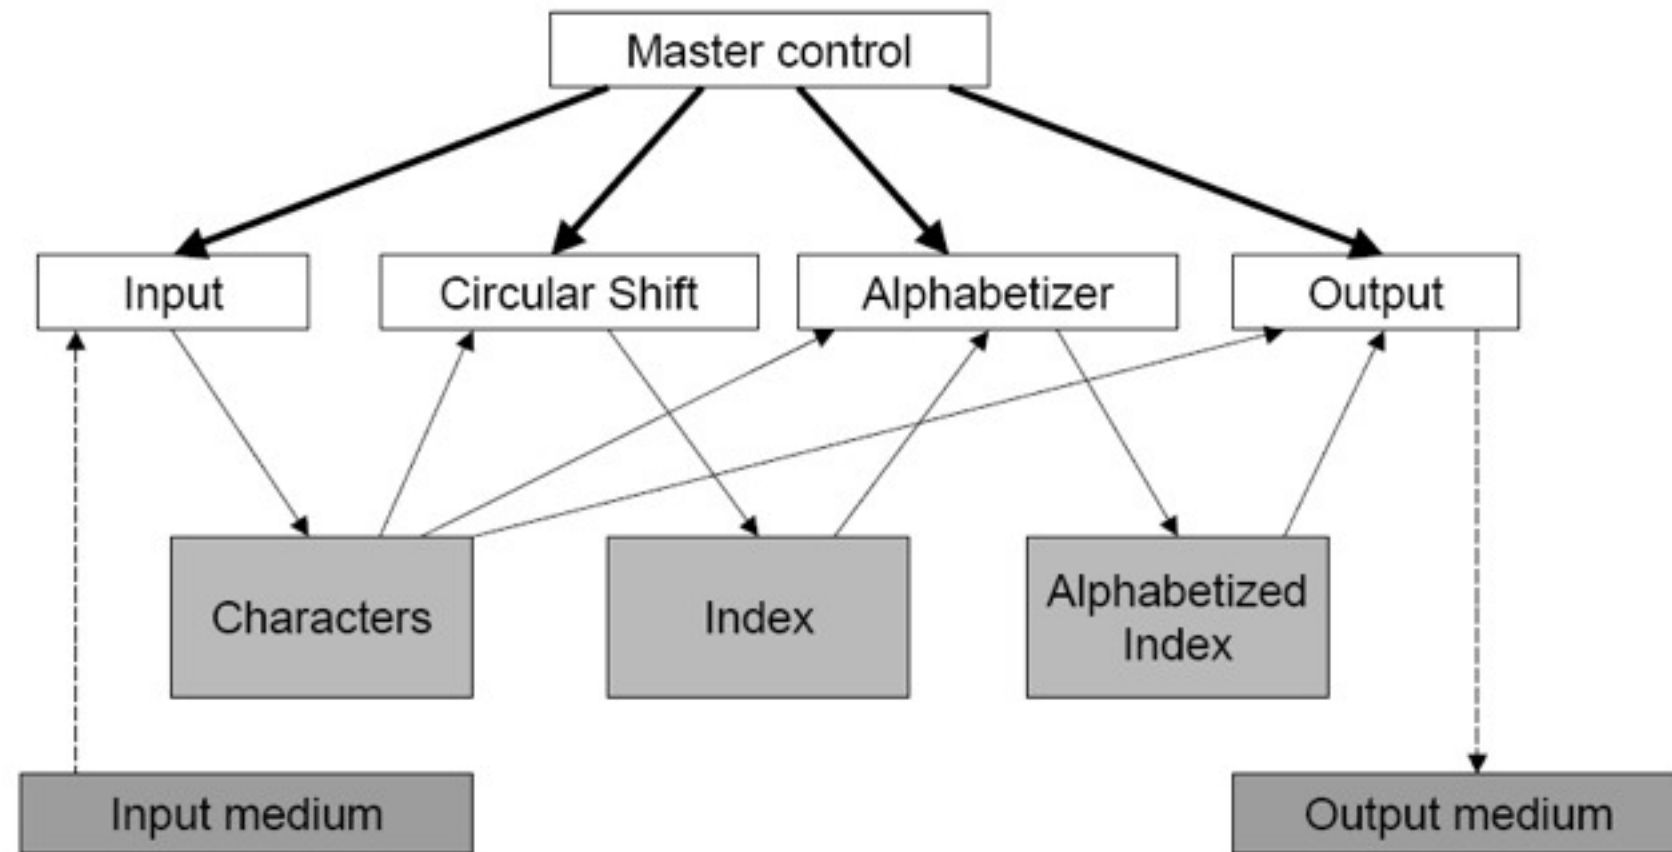 Master control
Input
Circular Shift
Alphabetizer
Output
Characters
Index
Alphabetized
Index
Input medium
Output medium